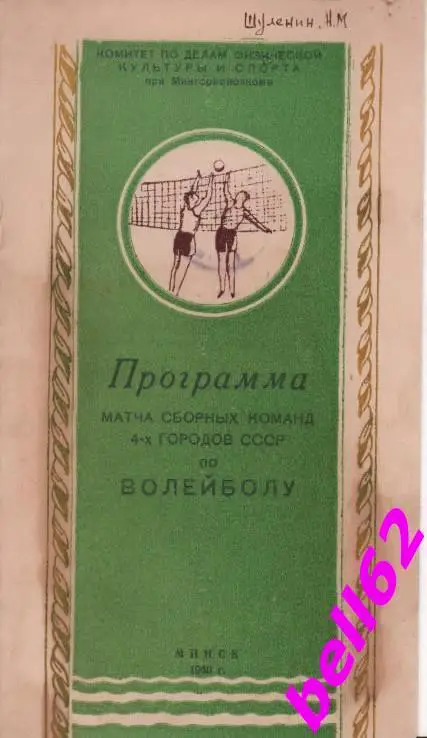 Шуленин. Н.М
КОМИТЕТ ПО ДЕЛАМ ФИЗИЧЕСКОЙ
КУЛЬТУРЫ И СПОРТА
при Мингорисполкоме
Программа
МАТЧА СБОРНЫХ КОМАНД
4-х ГОРОДОВ СССР
по
ВОЛЕЙБОЛУ
МИНСК
г.
bell62